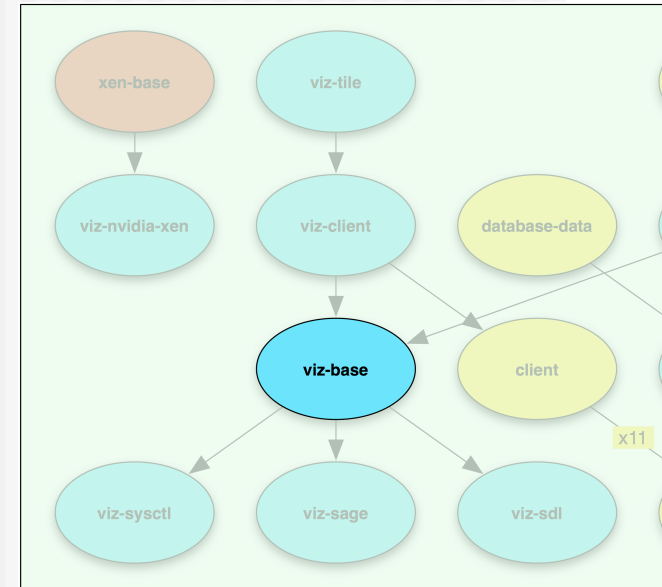 xen-base
viz-tile
viz-nvidia-xen
viz-client
database-data
viz-base
client
x11
viz-sysctl
viz-sage
viz-sdl